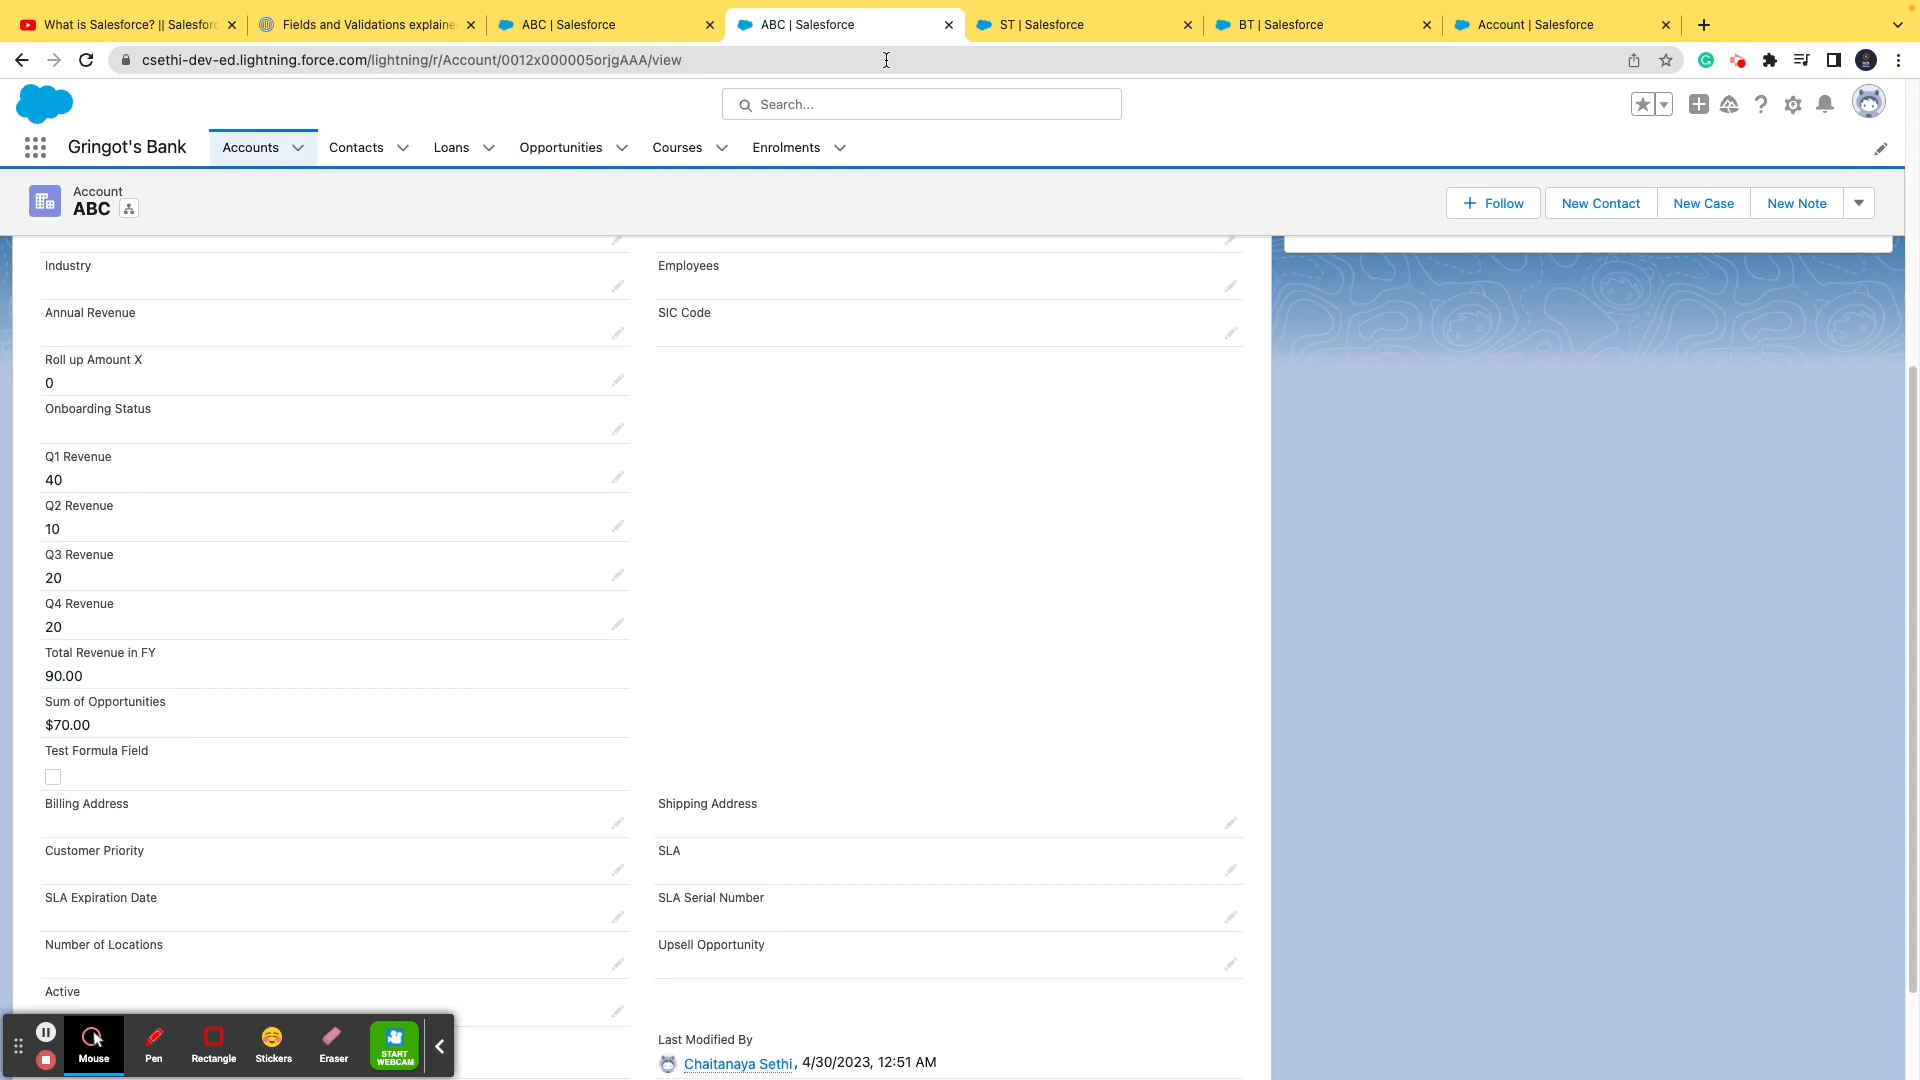 What is Salesforce? || Salesforc
Fields and Validations explaine
ABC | Salesforce
ABC | Salesforce
ST | Salesforce
BT | Salesforce
Account | Salesforce
csethi-dev-ed.lightning.force.com/lightning/r/Account/0012x000005orjgAAA/view
Search...
Gringot's Bank
Accounts
Contacts
Loans
Opportunities
Courses
Enrolments
Account
ABC
+ Follow
New Contact
New Case
New Note
Industry
Employees
Annual Revenue
SIC Code
Roll up Amount X
0
Onboarding Status
Q1 Revenue
40
Q2 Revenue
10
Q3 Revenue
20
Q4 Revenue
20
Total Revenue in FY
90.00
Sum of Opportunities
$70.00
Test Formula Field
Billing Address
Shipping Address
Customer Priority
SLA
SLA Expiration Date
SLA Serial Number
Number of Locations
Upsell Opportunity
Active
Last Modified By
Chaitanaya Sethi, 4/30/2023, 12:51 AM
Mouse
Pen
Rectangle
Stickers
Eraser
START
WEBCAM